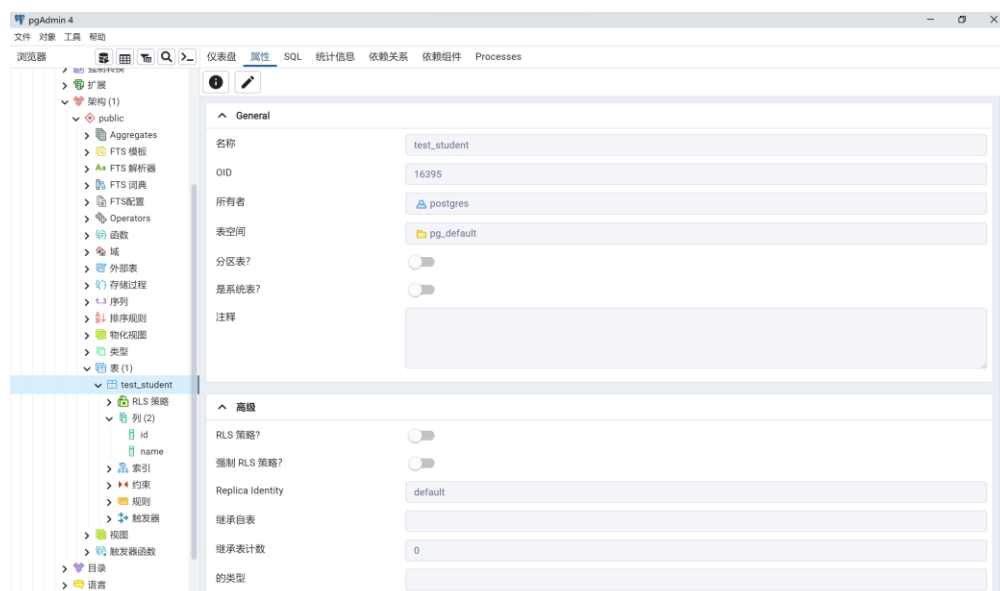 pgAdmin 4
文件 对象 工具 帮助
浏览器
仪表盘 属性 SQL 统计信息 依赖关系 依赖组件 Processes
强制转换
扩展
架构 (1)
public
Aggregates
FTS 模板
Aa FTS 解析器
FTS 词典
FTS配置
Operators
函数
域
外部表
存储过程
1..3 序列
排序规则
物化视图
类型
表 (1)
test_student
RLS 策略
列 (2)
id
name
索引
约束
规则
触发器
视图
触发器函数
目录
语言
General
名称 test_student
OID 16395
所有者 postgres
表空间 pg_default
分区表?
是系统表?
注释
高级
RLS 策略?
强制 RLS 策略?
Replica Identity default
继承自表
继承表计数 0
的类型